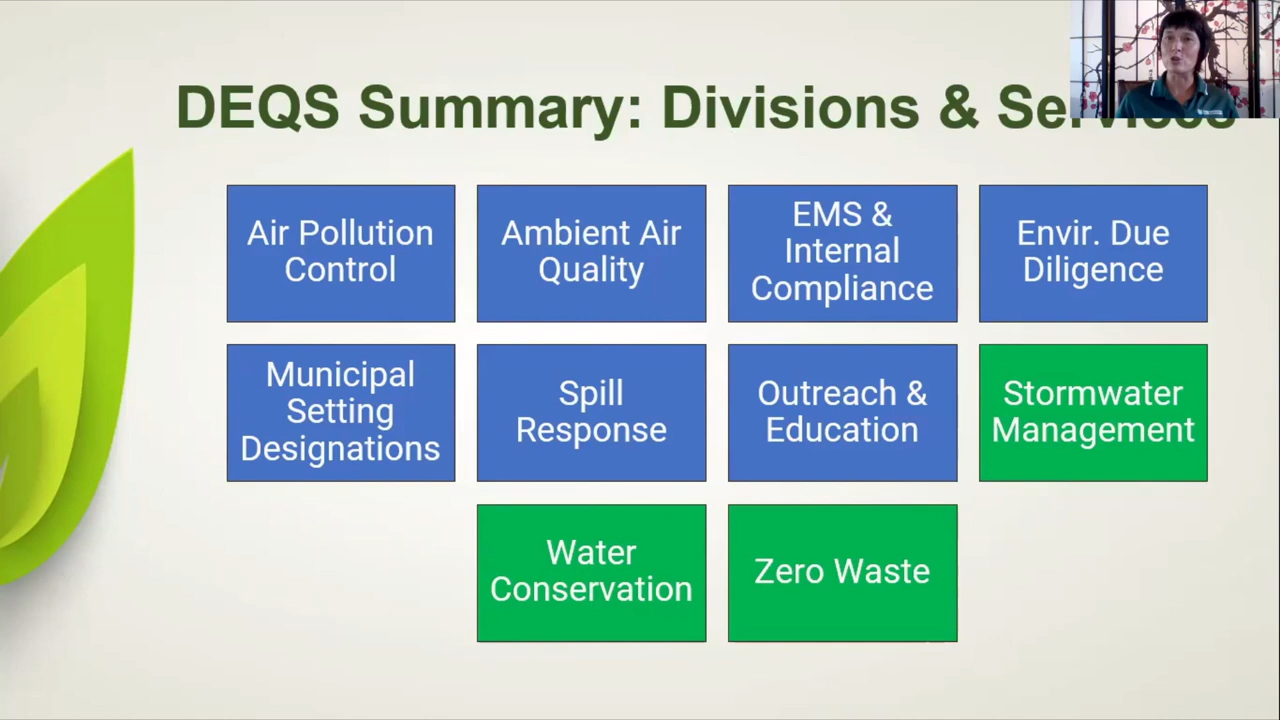 DEQS Summary: Divisions & Services
Air Pollution
Control
Ambient Air
Quality
EMS &
Internal
Compliance
Envir. Due
Diligence
Municipal
Setting
Designations
Spill
Response
Outreach &
Education
Stormwater
Management
Water
Conservation
Zero Waste